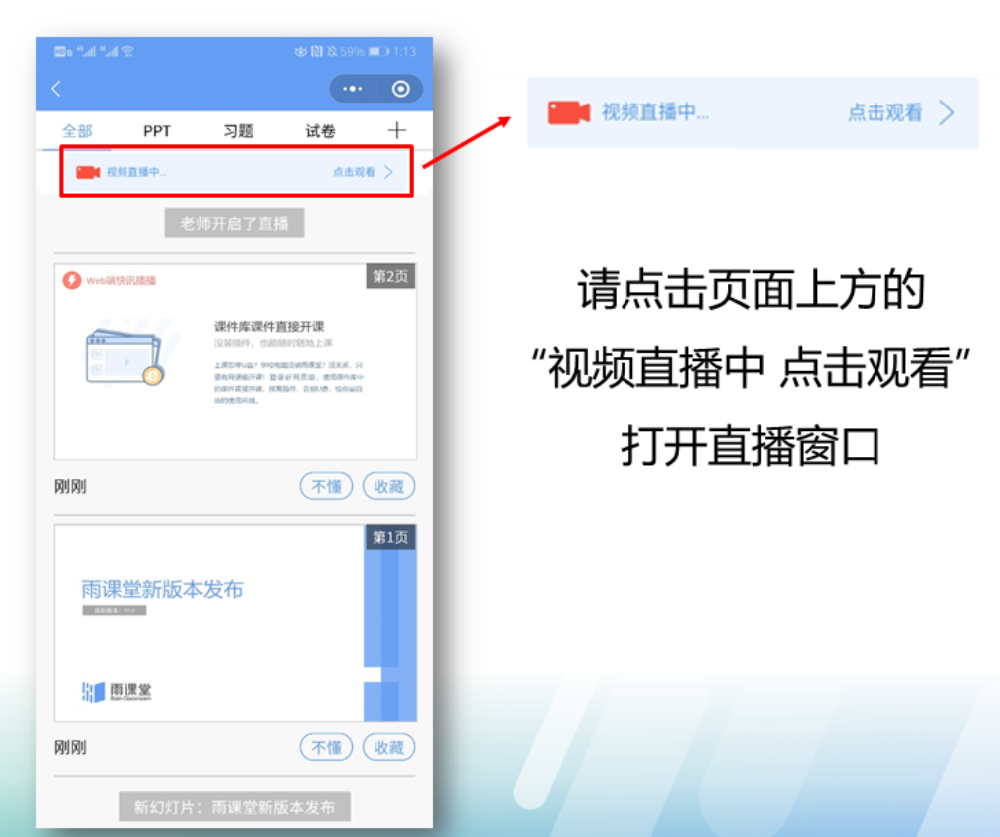 59% 1:13
全部 PPT 习题 试卷
视频直播中... 点击观看
老师开启了直播
Web端快讯插播 第2页
课件库课件直接开课
没装插件，也能随时随地上课
刚刚 不懂 收藏
第1页
雨课堂新版本发布
雨课堂
Rain Classroom
刚刚 不懂 收藏
新幻灯片：雨课堂新版本发布
视频直播中... 点击观看
请点击页面上方的
“视频直播中 点击观看”
打开直播窗口